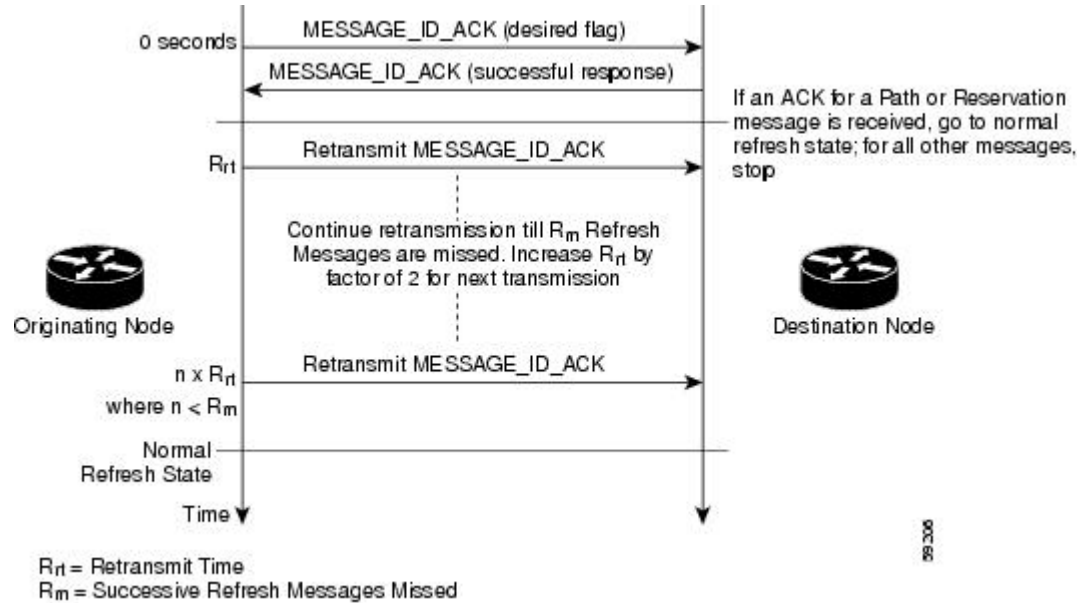 0 seconds
MESSAGE_ID_ACK (desired flag)
MESSAGE_ID_ACK (successful response)
If an ACK for a Path or Reservation
message is received, go to normal
refresh state; for all other messages,
stop
Rrt
Retransmit MESSAGE_ID_ACK
Continue retransmission till Rm Refresh
Messages are missed. Increase Rrt by
factor of 2 for next transmission
Originating Node
Destination Node
n x Rrt
Retransmit MESSAGE_ID_ACK
where n < Rm
Normal
Refresh State
Time
Rrt = Retransmit Time
Rm = Successive Refresh Messages Missed